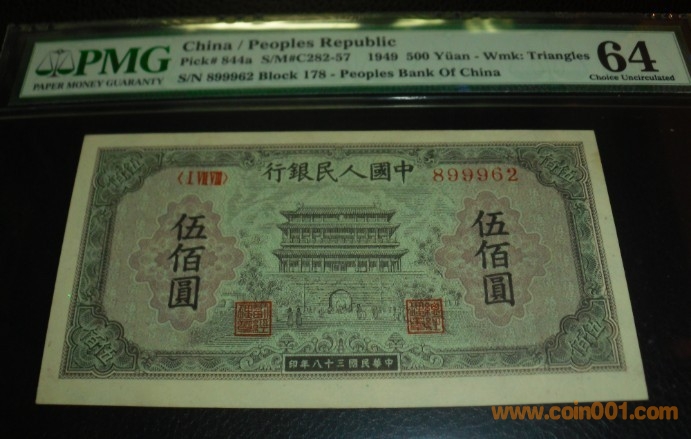 PMG
PAPER MONEY GUARANTY
China / Peoples Republic
Pick# 844a S/M#C282-57 1949 500 Yüan - Wmk: Triangles
S/N 899962 Block 178 - Peoples Bank Of China
64
Choice Uncirculated
行銀民人國中
899962
伍佰圓
伍佰圓
印年八十三國民華中
www.coin001.com